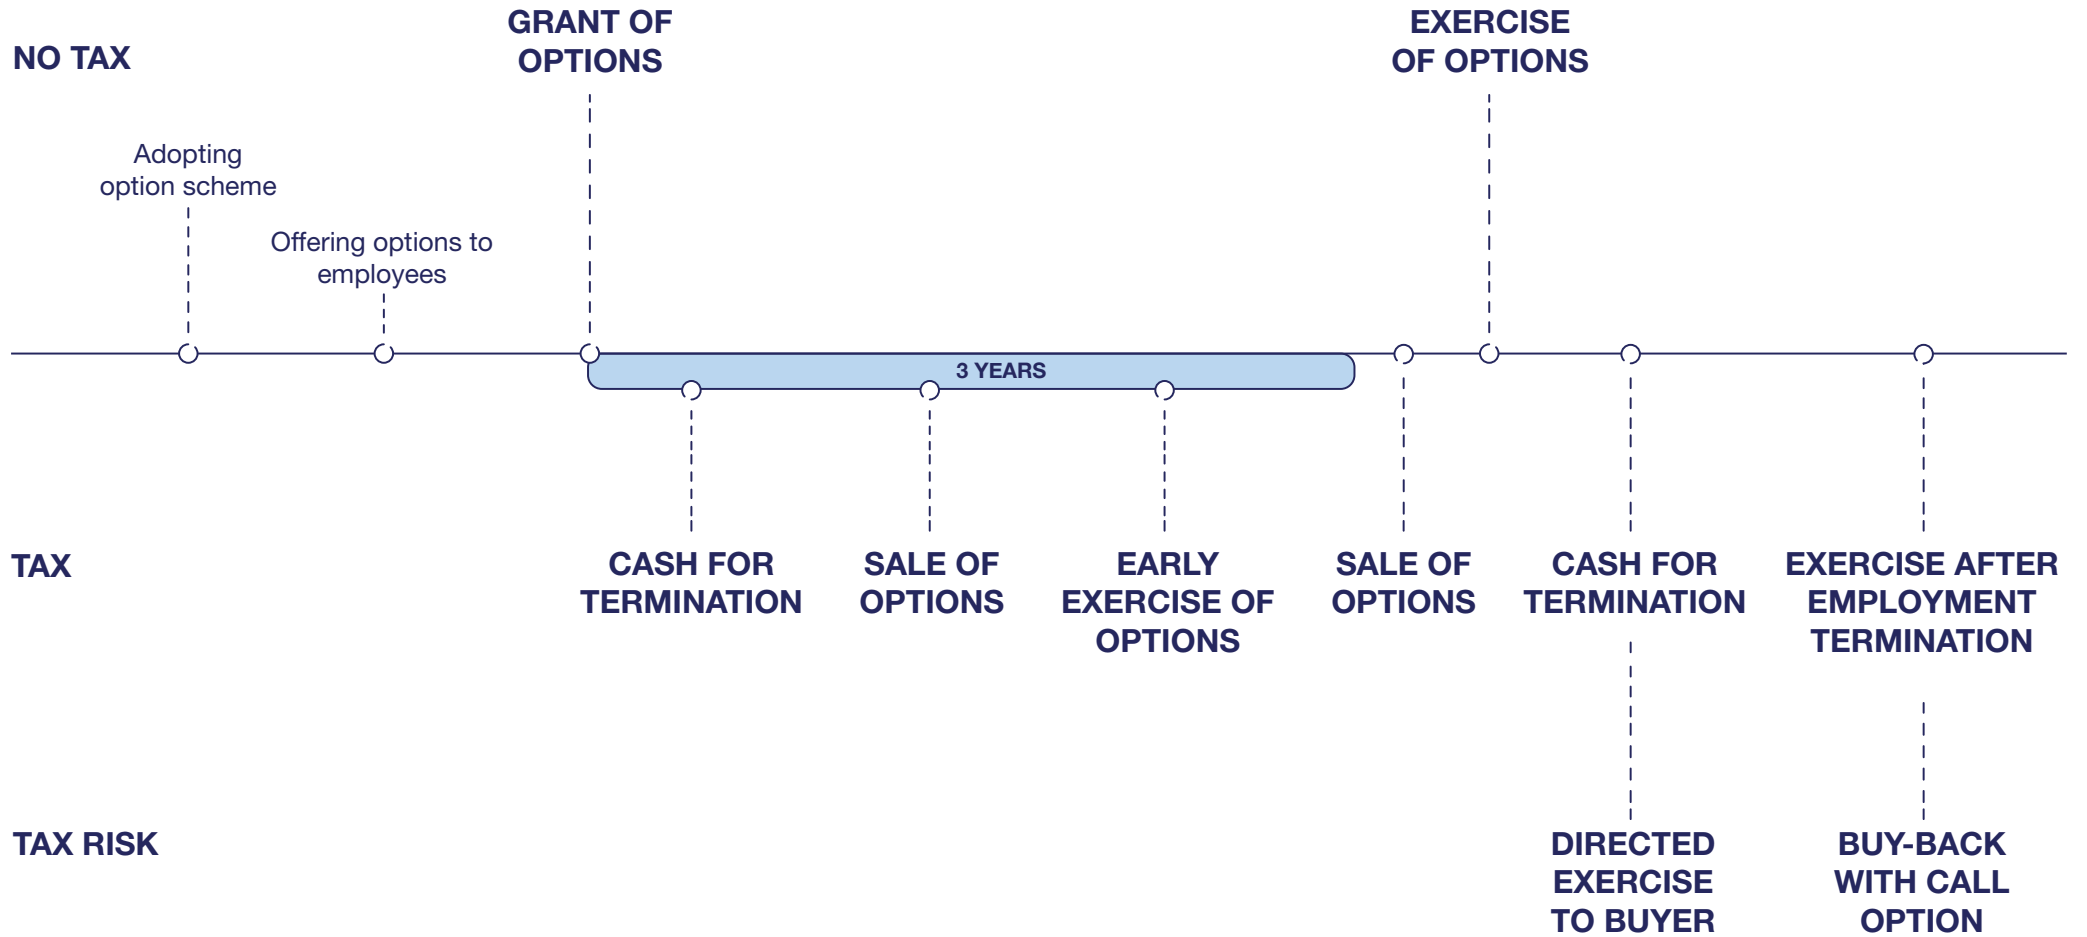 NO TAX
GRANT OF
OPTIONS
EXERCISE
OF OPTIONS
Adopting
option scheme
Offering options to
employees
3 YEARS
TAX
CASH FOR
TERMINATION
SALE OF
OPTIONS
EARLY
EXERCISE OF
OPTIONS
SALE OF
OPTIONS
CASH FOR
TERMINATION
EXERCISE AFTER
EMPLOYMENT
TERMINATION
TAX RISK
DIRECTED
EXERCISE
TO BUYER
BUY-BACK
WITH CALL
OPTION